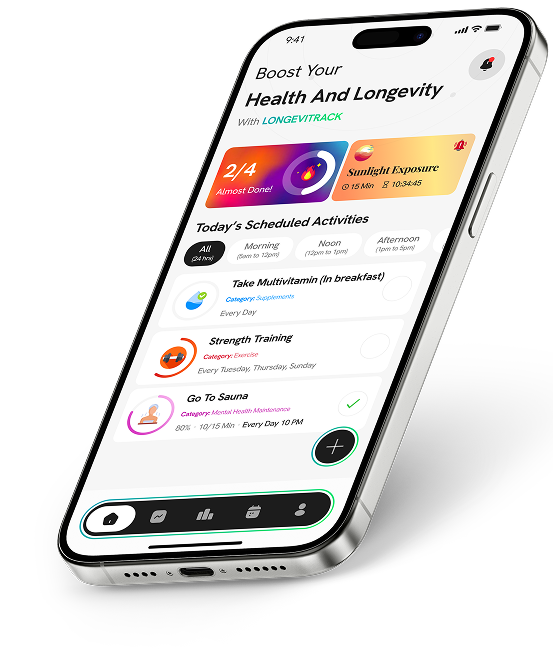 9:41
Boost Your
Health And Longevity
With LONGEVITRACK
2/4
Almost Done!
Sunlight Exposure
15 Min 10:34:45
Today's Scheduled Activities
All
(24 hrs)
Morning
(5am to 12pm)
Noon
(12pm to 1pm)
Afternoon
(1pm to 5pm)
Take Multivitamin (In breakfast)
Category: Supplements
Every Day
Strength Training
Category: Exercise
Every Tuesday, Thursday, Sunday
Go To Sauna
Category: Mental Health Maintenance
80% · 10/15 Min · Every Day 10 PM